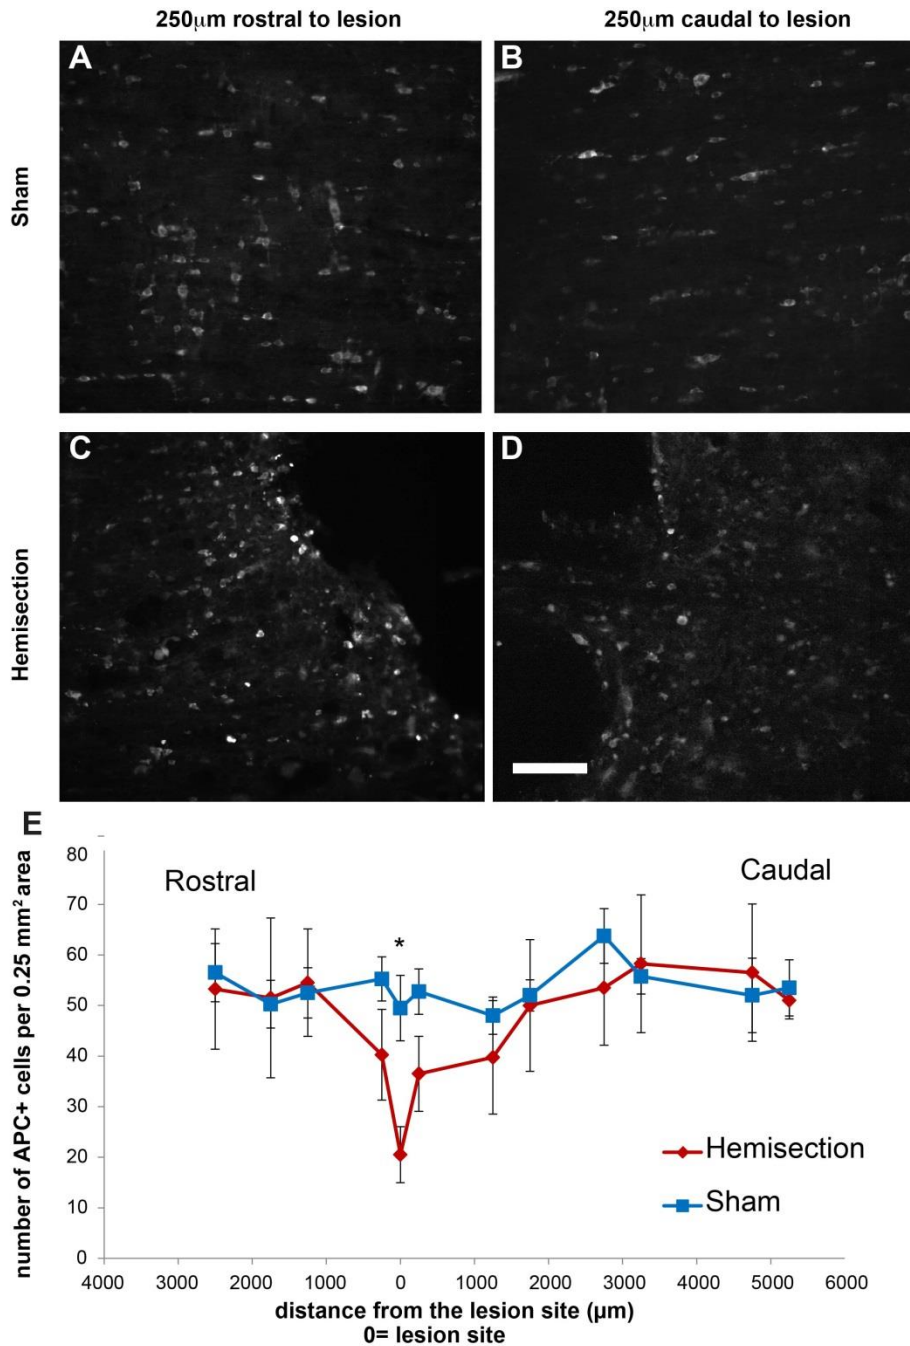 250μm rostral to lesion
250μm caudal to lesion
A
B
Sham
C
D
Hemisection
E
80
70
60
50
40
30
20
10
0
Rostral
Caudal
*
Hemisection
Sham
number of APC+ cells per 0.25 mm² area
4000 3000 2000 1000 0 1000 2000 3000 4000 5000 6000
distance from the lesion site (μm)
0= lesion site